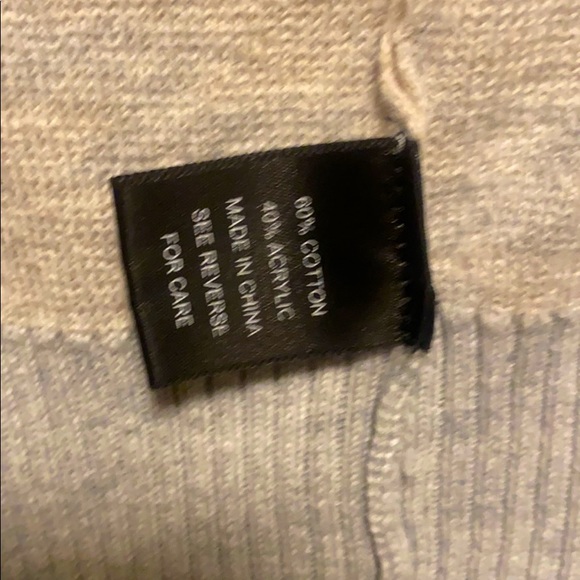 60% COTTON
40% ACRYLIC
MADE IN CHINA
SEE REVERSE
FOR CARE